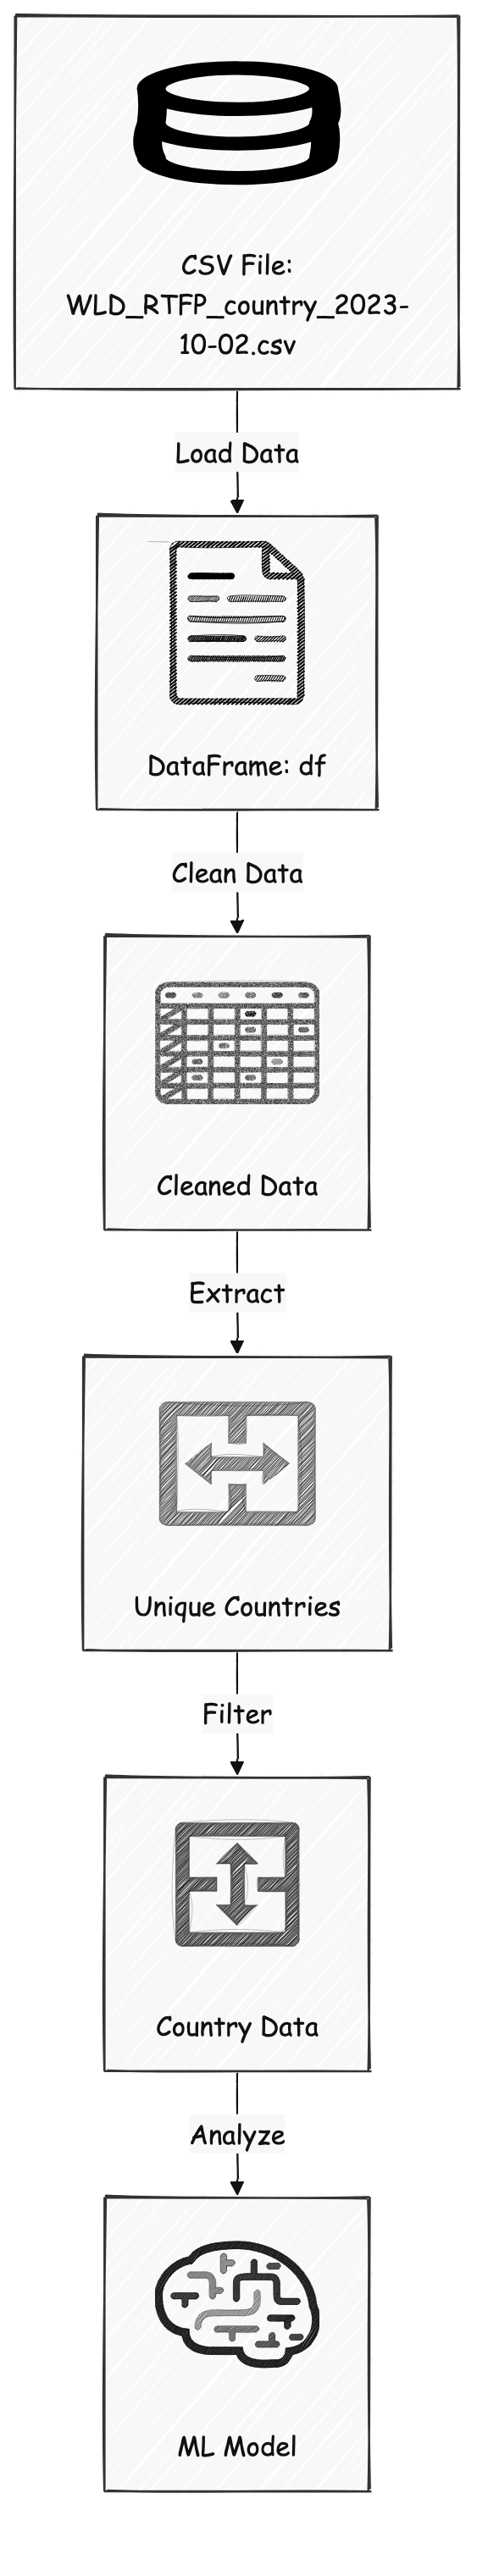 CSV File:
WLD_RTFP_country_2023-
10-02.csv
Load Data
DataFrame: df
Clean Data
Cleaned Data
Extract
Unique Countries
Filter
Country Data
Analyze
ML Model